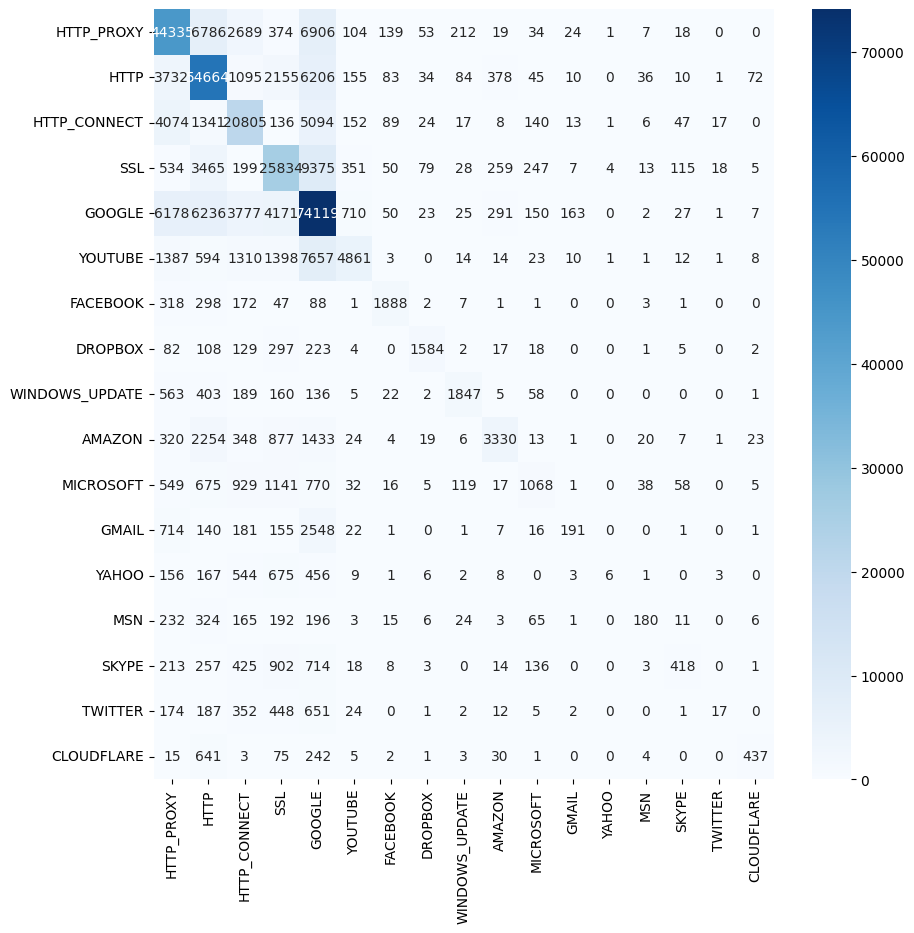 HTTP_PROXY 44335 6786 2689 374 6906 104 139 53 212 19 34 24 1 7 18 0 0
HTTP 3732 54664 1095 2155 6206 155 83 34 84 378 45 10 0 36 10 1 72
HTTP_CONNECT 4074 1341 20805 136 5094 152 89 24 17 8 140 13 1 6 47 17 0
SSL 534 3465 199 25834 9375 351 50 79 28 259 247 7 4 13 115 18 5
GOOGLE 6178 6236 3777 4171 74119 710 50 23 25 291 150 163 0 2 27 1 7
YOUTUBE 1387 594 1310 1398 7657 4861 3 0 14 14 23 10 1 1 12 1 8
FACEBOOK 318 298 172 47 88 1 1888 2 7 1 1 0 0 3 1 0 0
DROPBOX 82 108 129 297 223 4 0 1584 2 17 18 0 0 1 5 0 2
WINDOWS_UPDATE 563 403 189 160 136 5 22 2 1847 5 58 0 0 0 0 0 1
AMAZON 320 2254 348 877 1433 24 4 19 6 3330 13 1 0 20 7 1 23
MICROSOFT 549 675 929 1141 770 32 16 5 119 17 1068 1 0 38 58 0 5
GMAIL 714 140 181 155 2548 22 1 0 1 7 16 191 0 0 1 0 1
YAHOO 156 167 544 675 456 9 1 6 2 8 0 3 6 1 0 3 0
MSN 232 324 165 192 196 3 15 6 24 3 65 1 0 180 11 0 6
SKYPE 213 257 425 902 714 18 8 3 0 14 136 0 0 3 418 0 1
TWITTER 174 187 352 448 651 24 0 1 2 12 5 2 0 0 1 17 0
CLOUDFLARE 15 641 3 75 242 5 2 1 3 30 1 0 0 4 0 0 437
HTTP_PROXY
HTTP
HTTP_CONNECT
SSL
GOOGLE
YOUTUBE
FACEBOOK
DROPBOX
WINDOWS_UPDATE
AMAZON
MICROSOFT
GMAIL
YAHOO
MSN
SKYPE
TWITTER
CLOUDFLARE
70000
60000
50000
40000
30000
20000
10000
0